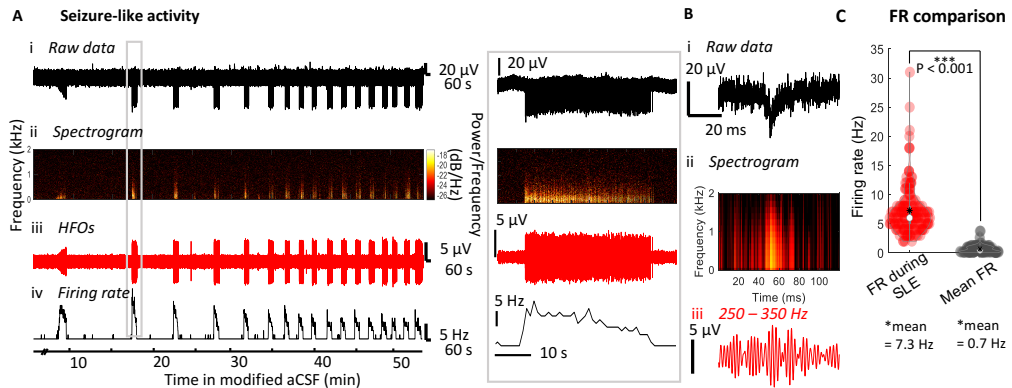 A Seizure-like activity
i Raw data
20 µV
60 s
ii Spectrogram
Frequency (kHz)
2
0
-18
-20
-22
-24
-26
(dB/Hz)
Power/Frequency
iii HFOs
5 µV
60 s
iv Firing rate
5 Hz
60 s
10 20 30 40 50
Time in modified aCSF (min)
20 µV
5 µV
5 Hz
10 s
B
i Raw data
20 µV
20 ms
ii Spectrogram
Frequency (kHz)
2
1
0
20 40 60 80 100
Time (ms)
iii 250 – 350 Hz
5 µV
C FR comparison
***
P < 0.001
Firing rate (Hz)
35
30
25
20
15
10
5
0
FR during
SLE
Mean FR
*mean
= 7.3 Hz
*mean
= 0.7 Hz